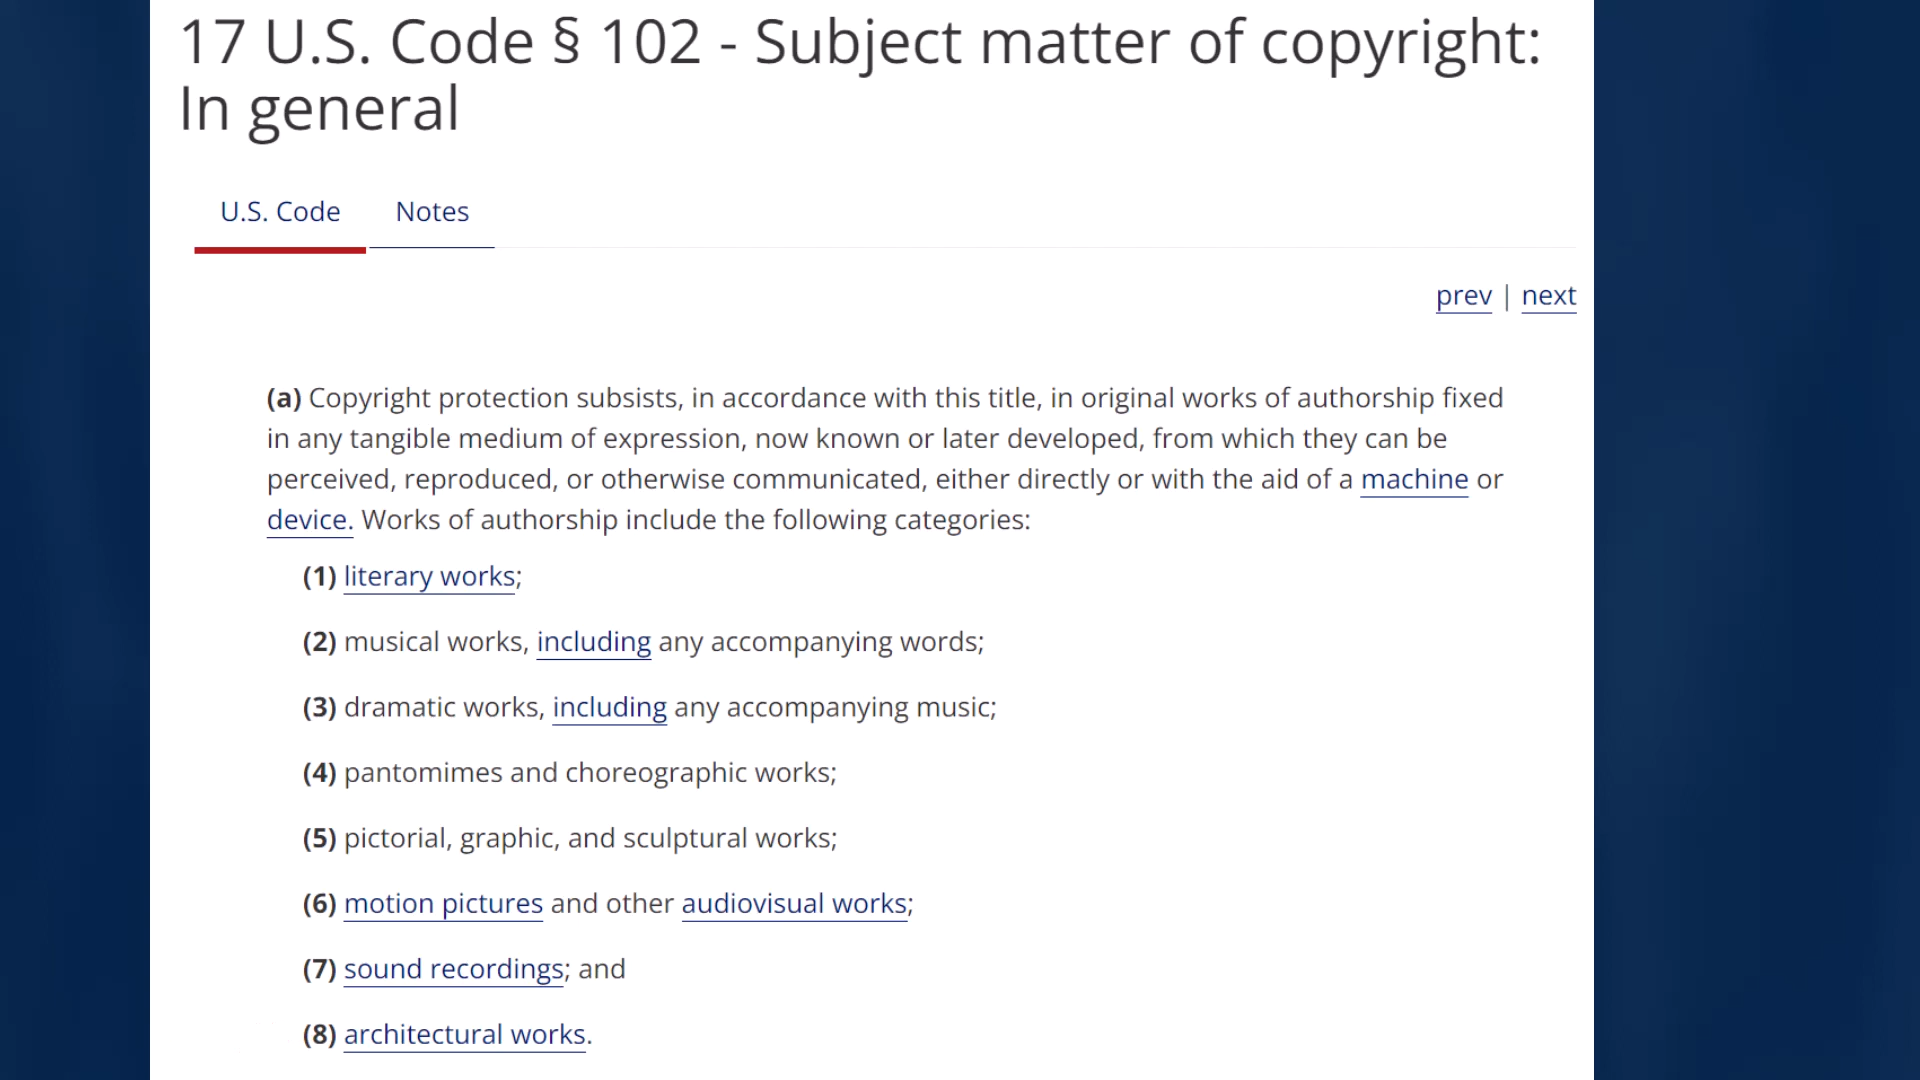 17 U.S. Code § 102 - Subject matter of copyright:
In general
U.S. Code Notes
prev | next
(a) Copyright protection subsists, in accordance with this title, in original works of authorship fixed
in any tangible medium of expression, now known or later developed, from which they can be
perceived, reproduced, or otherwise communicated, either directly or with the aid of a machine or
device. Works of authorship include the following categories:
(1) literary works;
(2) musical works, including any accompanying words;
(3) dramatic works, including any accompanying music;
(4) pantomimes and choreographic works;
(5) pictorial, graphic, and sculptural works;
(6) motion pictures and other audiovisual works;
(7) sound recordings; and
(8) architectural works.